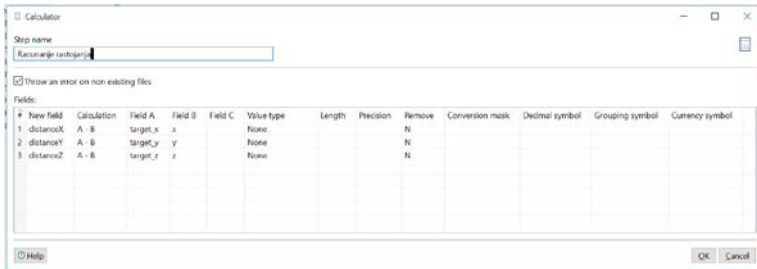 Calculator
Step name
Racunanje rastojanja
Throw an error on non existing files
Fields:
# New field Calculation Field A Field B Field C Value type Length Precision Remove Conversion mask Decimal symbol Grouping symbol Currency symbol
1 distanceX A - B target_x x None N
2 distanceY A - B target_y y None N
3 distanceZ A - B target_z z None N
Help OK Cancel